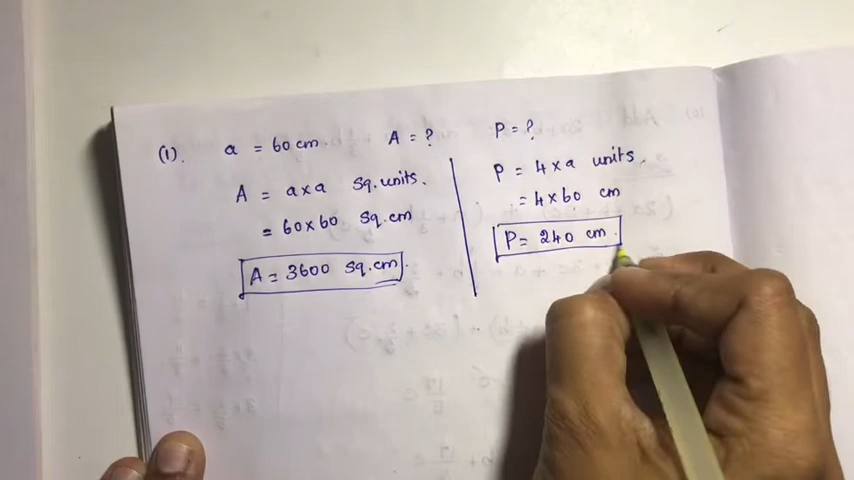 (1). a = 60 cm. A = ? P = ?
A = a x a Sq. units.
= 60 x 60 Sq. cm
A = 3600 Sq. cm.
P = 4 x a units.
= 4 x 60 cm
P = 240 cm.